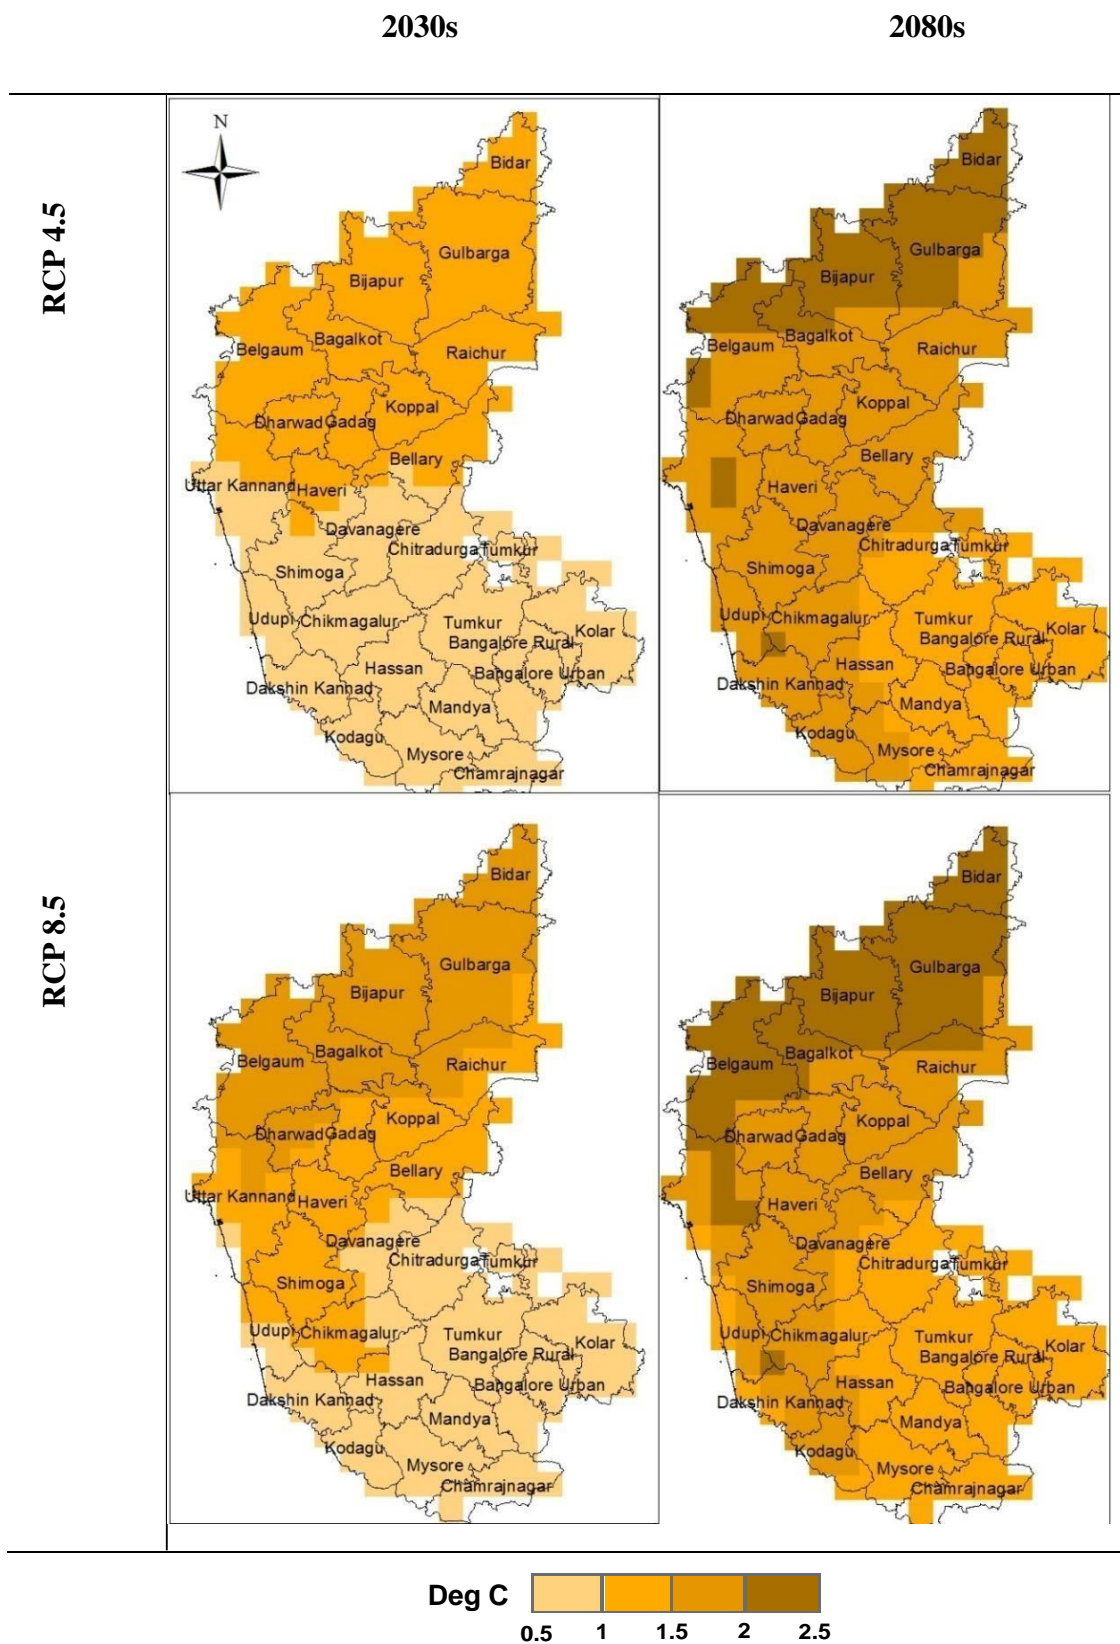 2030s 2080s
RCP 4.5
N
Bidar
Gulbarga
Bijapur
Bagalkot
Belgaum
Raichur
Koppal
Dharwad Gadag
Bellary
Uttar Kannand Haveri
Davanagere
Chitradurga Tumkur
Shimoga
Udupi Chikmagalur Tumkur
Kolar
Bangalore Rural
Hassan
Bangalore Urban
Dakshin Kannad
Mandya
Kodagu
Mysore
Chamrajnagar
Bidar
Gulbarga
Bijapur
Bagalkot
Belgaum
Raichur
Koppal
Dharwad Gadag
Bellary
Haveri
Davanagere
Chitradurga Tumkur
Shimoga
Udupi Chikmagalur Tumkur
Kolar
Bangalore Rural
Hassan
Bangalore Urban
Dakshin Kannad
Mandya
Kodagu
Mysore
Chamrajnagar
RCP 8.5
Bidar
Gulbarga
Bijapur
Bagalkot
Belgaum
Raichur
Koppal
Dharwad Gadag
Bellary
Uttar Kannand Haveri
Davanagere
Chitradurga Tumkur
Shimoga
Udupi Chikmagalur Tumkur
Kolar
Bangalore Rural
Hassan
Bangalore Urban
Dakshin Kannad
Mandya
Kodagu
Mysore
Chamrajnagar
Bidar
Gulbarga
Bijapur
Bagalkot
Belgaum
Raichur
Koppal
Dharwad Gadag
Bellary
Haveri
Davanagere
Chitradurga Tumkur
Shimoga
Udupi Chikmagalur Tumkur
Kolar
Bangalore Rural
Hassan
Bangalore Urban
Dakshin Kannad
Mandya
Kodagu
Mysore
Chamrajnagar
Deg C
0.5 1 1.5 2 2.5